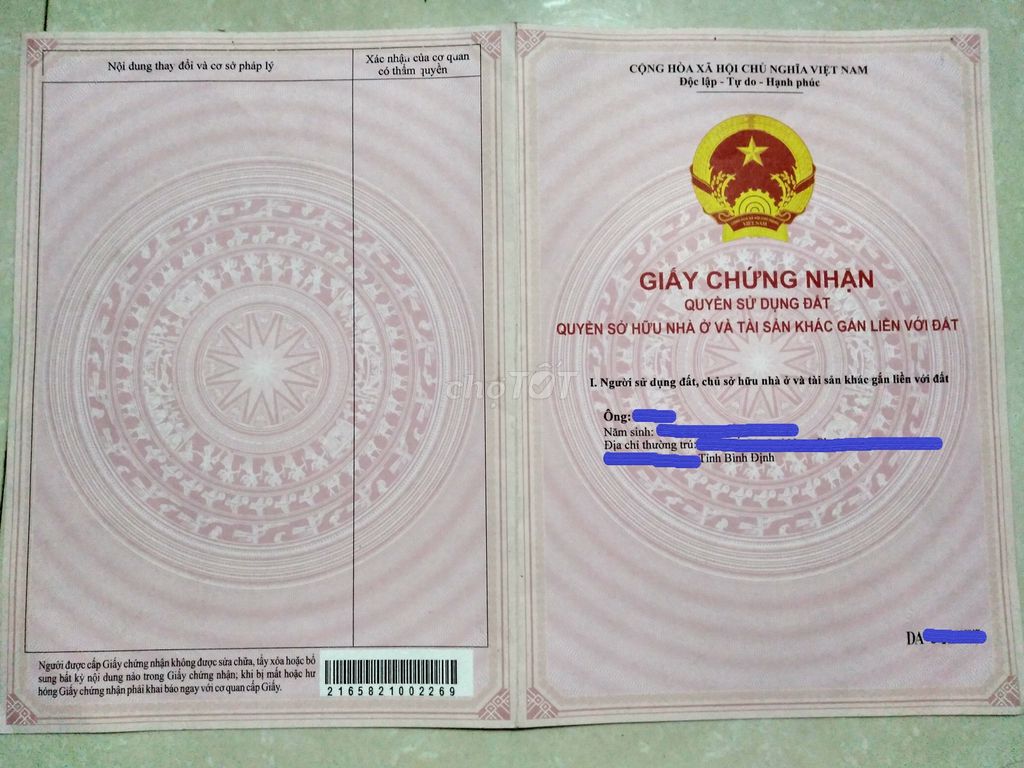 Nội dung thay đổi và cơ sở pháp lý
Xác nhận của cơ quan
có thẩm quyền
Người được cấp Giấy chứng nhận không được sửa chữa, tẩy xóa hoặc bổ
sung bất kỳ nội dung nào trong Giấy chứng nhận; khi bị mất hoặc hư
hỏng Giấy chứng nhận phải khai báo ngay với cơ quan cấp Giấy.
2165821002269
CỘNG HÒA XÃ HỘI CHỦ NGHĨA VIỆT NAM
Độc lập - Tự do - Hạnh phúc
VIỆT NAM
GIẤY CHỨNG NHẬN
QUYỀN SỬ DỤNG ĐẤT
QUYỀN SỞ HỮU NHÀ Ở VÀ TÀI SẢN KHÁC GẮN LIỀN VỚI ĐẤT
I. Người sử dụng đất, chủ sở hữu nhà ở và tài sản khác gắn liền với đất
chợTỐT
Ông:
Năm sinh:
Địa chỉ thường trú:
Tỉnh Bình Định
DA